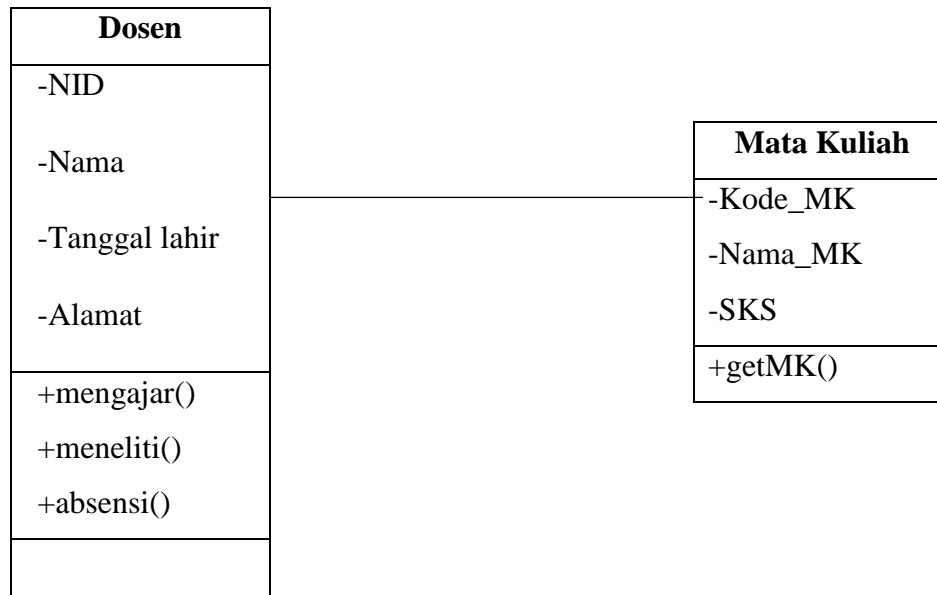 Dosen
-NID
-Nama
-Tanggal lahir
-Alamat
+mengajar()
+meneliti()
+absensi()
Mata Kuliah
-Kode_MK
-Nama_MK
-SKS
+getMK()